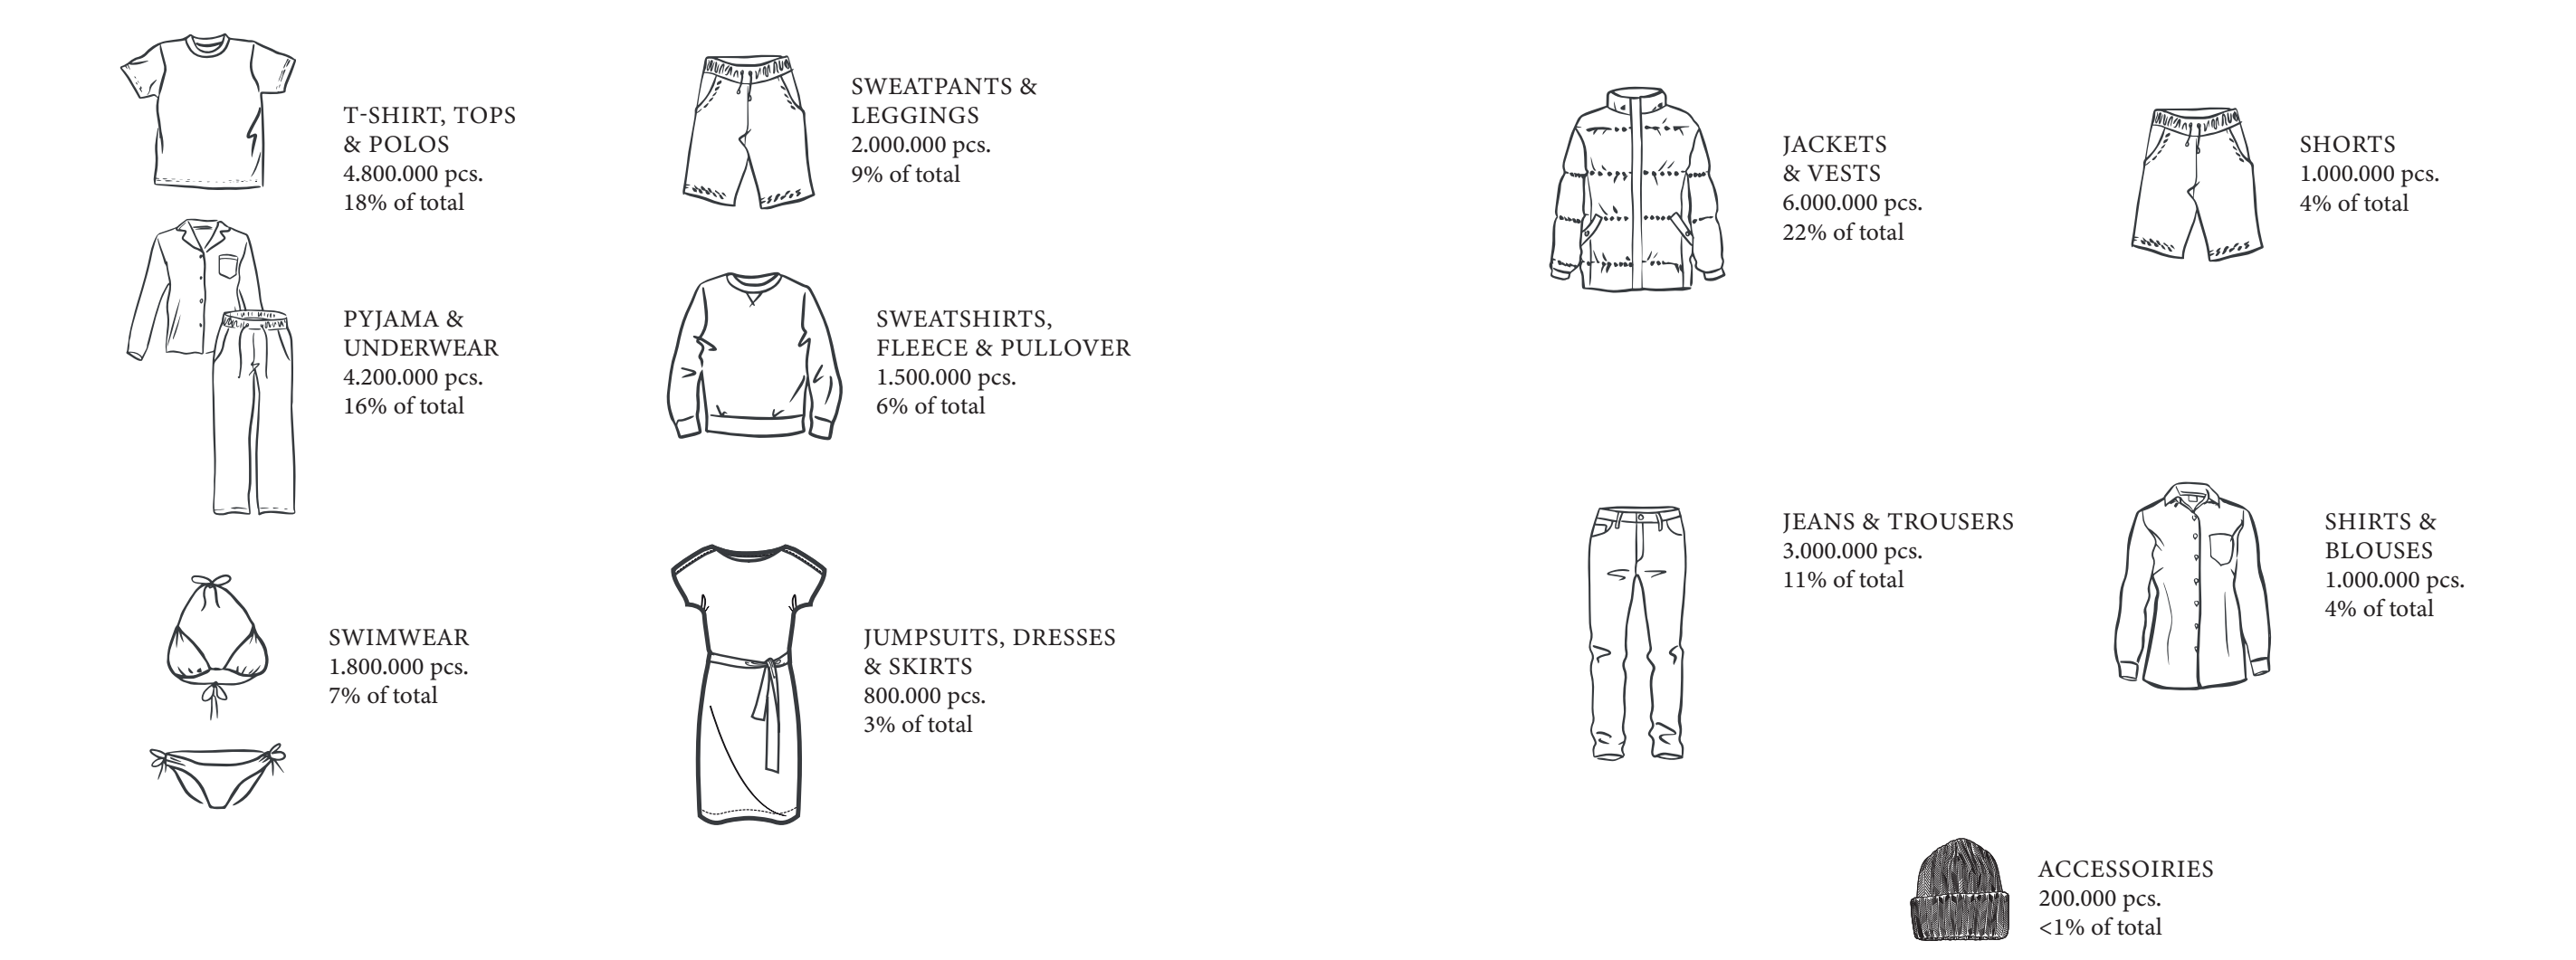 T-SHIRT, TOPS
& POLOS
4.800.000 pcs.
18% of total
PYJAMA &
UNDERWEAR
4.200.000 pcs.
16% of total
SWIMWEAR
1.800.000 pcs.
7% of total
SWEATPANTS &
LEGGINGS
2.000.000 pcs.
9% of total
SWEATSHIRTS,
FLEECE & PULLOVER
1.500.000 pcs.
6% of total
JUMPSUITS, DRESSES
& SKIRTS
800.000 pcs.
3% of total
JACKETS
& VESTS
6.000.000 pcs.
22% of total
JEANS & TROUSERS
3.000.000 pcs.
11% of total
SHORTS
1.000.000 pcs.
4% of total
SHIRTS &
BLOUSES
1.000.000 pcs.
4% of total
ACCESSOIRIES
200.000 pcs.
<1% of total